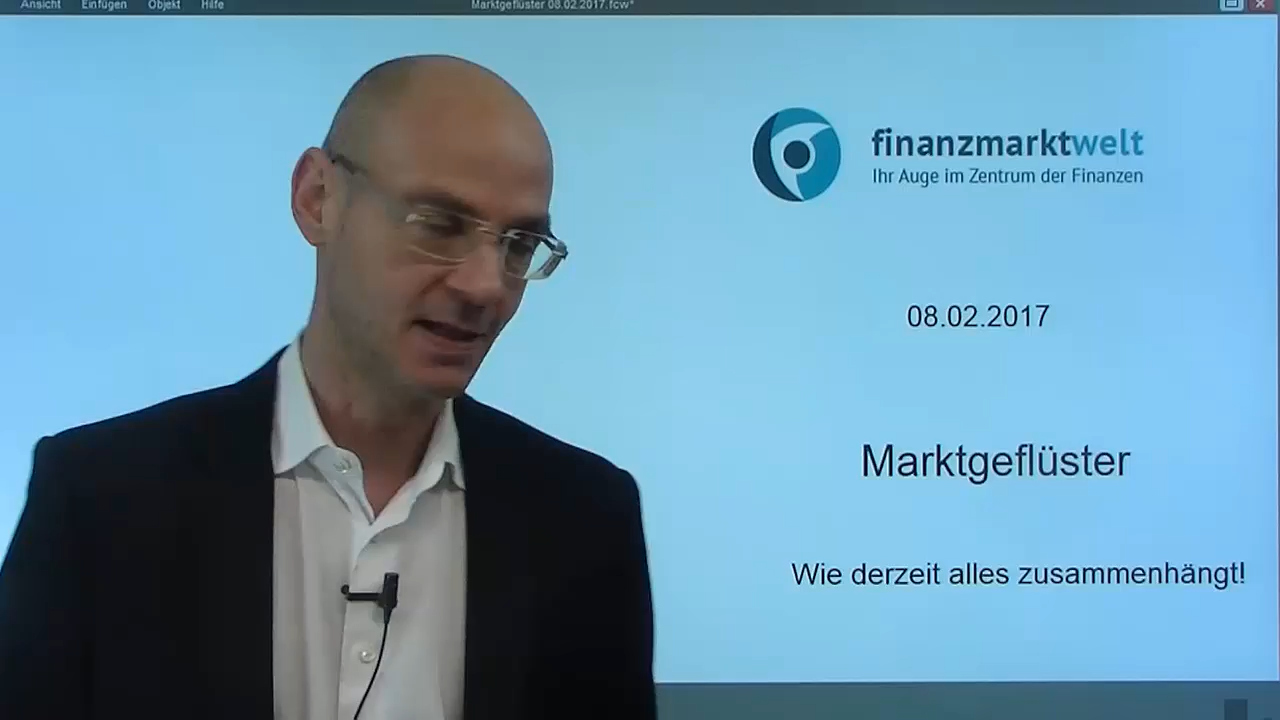 Ansicht Einfügen Objekt Hilfe Marktgeflüster 08.02.2017.fcw*
finanzmarktwelt
Ihr Auge im Zentrum der Finanzen
08.02.2017
Marktgeflüster
Wie derzeit alles zusammenhängt!